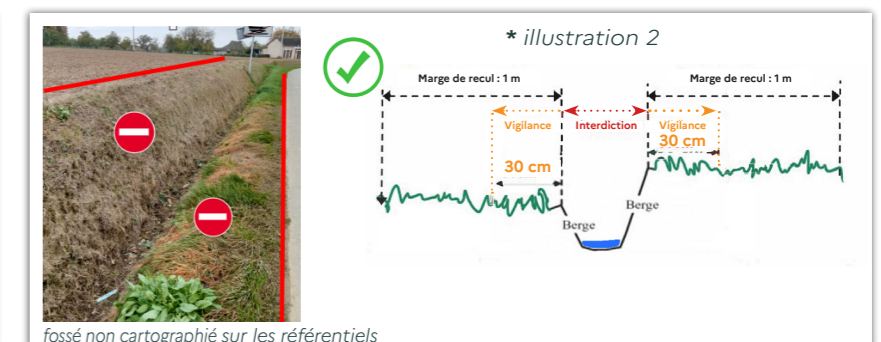 * illustration 2
Marge de recul : 1 m
Marge de recul : 1 m
Vigilance
Interdiction
Vigilance
30 cm
30 cm
Berge
Berge
fossé non cartographié sur les référentiels